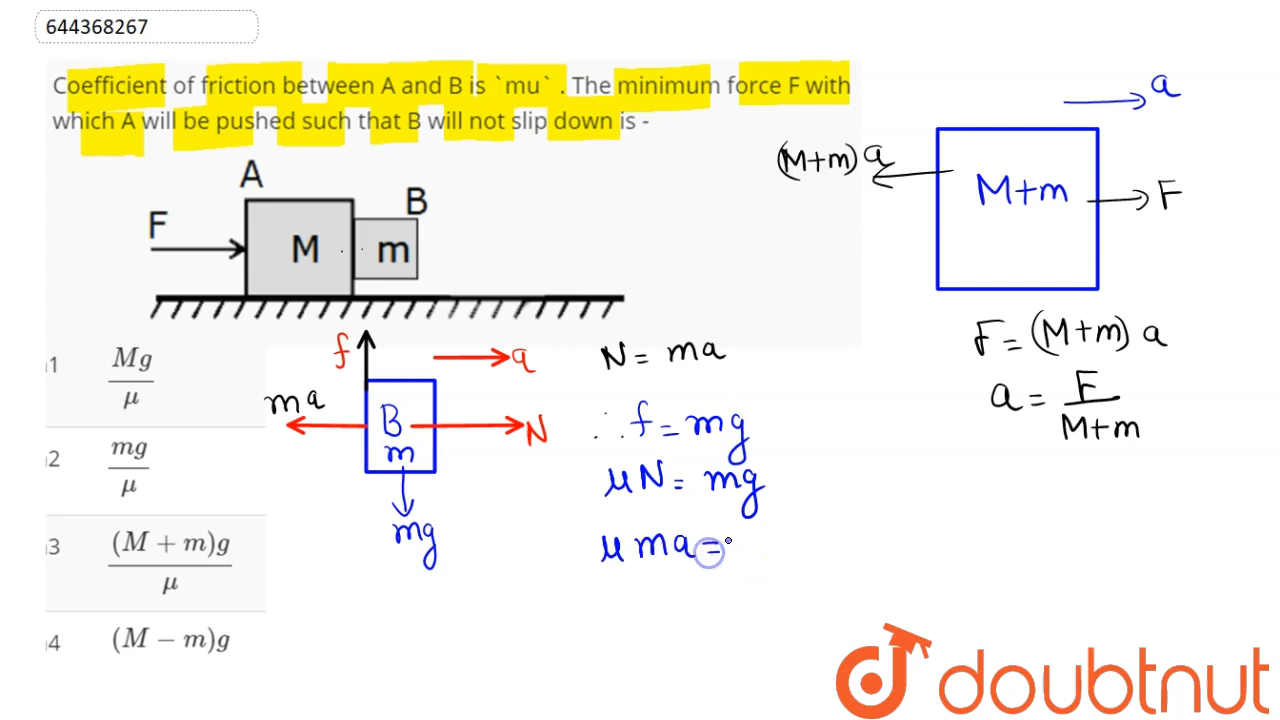 644368267
Coefficient of friction between A and B is `mu` . The minimum force F with
which A will be pushed such that B will not slip down is -
A
B
F
M
m
a
(M+m) a
M+m
F
F = (M+m) a
a = F/(M+m)
f
a
ma
B
N
m
mg
N = ma
∴ f = mg
μN = mg
μ ma =
1 Mg/μ
2 mg/μ
3 (M + m)g/μ
4 (M − m)g
doubtnut